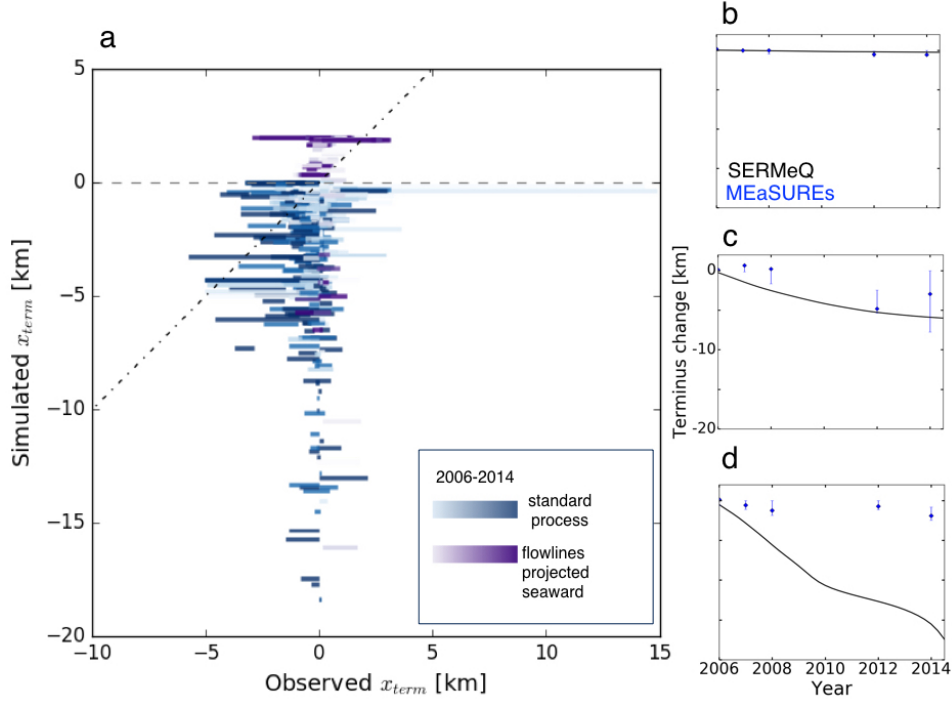 a
Simulated x_term [km]
5
0
−5
−10
−15
−20
−10
−5
0
5
10
15
Observed x_term [km]
2006-2014
standard
process
flowlines
projected
seaward
b
SERMeQ
MEaSUREs
c
Terminus change [km]
0
-5
-10
-20
d
2006
2008
2010
2012
2014
Year